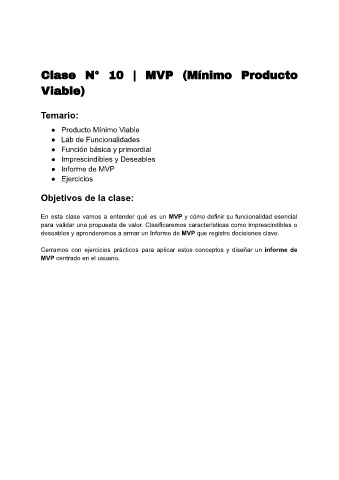 Clase N° 10 | MVP (Mínimo Producto
Viable)
Temario:
● Producto Mínimo Viable
● Lab de Funcionalidades
● Función básica y primordial
● Imprescindibles y Deseables
● Informe de MVP
● Ejercicios
Objetivos de la clase:
En esta clase vamos a entender qué es un MVP y cómo definir su funcionalidad esencial
para validar una propuesta de valor. Clasificaremos características como imprescindibles o
deseables y aprenderemos a armar un Informe de MVP que registre decisiones clave.
Cerramos con ejercicios prácticos para aplicar estos conceptos y diseñar un informe de
MVP centrado en el usuario.